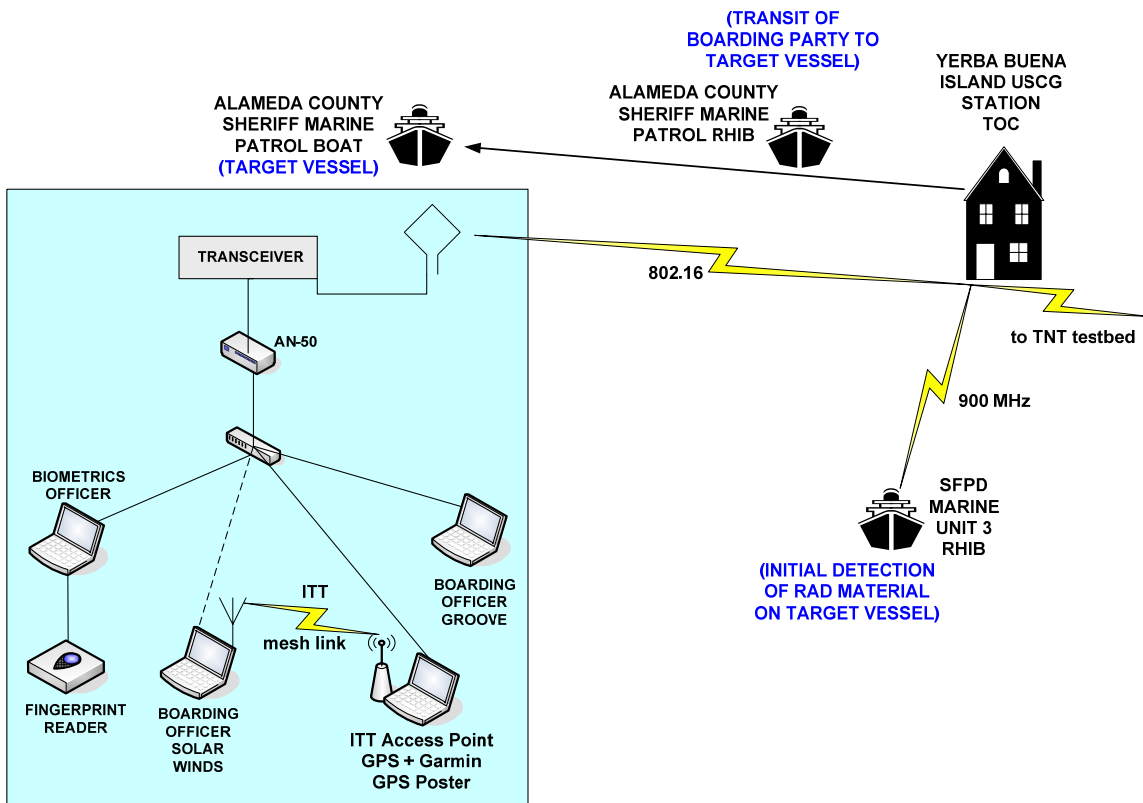 (TRANSIT OF
BOARDING PARTY TO
TARGET VESSEL)
YERBA BUENA
ISLAND USCG
STATION
TOC
ALAMEDA COUNTY
SHERIFF MARINE
PATROL RHIB
ALAMEDA COUNTY
SHERIFF MARINE
PATROL BOAT
(TARGET VESSEL)
TRANSCEIVER
802.16
to TNT testbed
AN-50
900 MHz
BIOMETRICS
OFFICER
SFPD
MARINE
UNIT 3
RHIB
(INITIAL DETECTION
OF RAD MATERIAL
ON TARGET VESSEL)
BOARDING
OFFICER
GROOVE
ITT
mesh link
FINGERPRINT
READER
BOARDING
OFFICER
SOLAR
WINDS
ITT Access Point
GPS + Garmin
GPS Poster